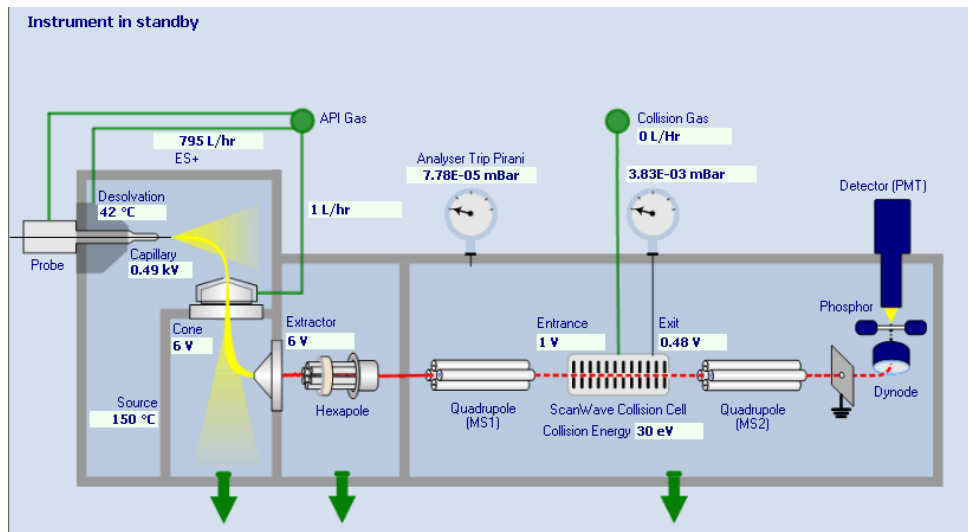 Instrument in standby
API Gas
Collision Gas
0 L/Hr
795 L/hr
ES+
Analyser Trip Pirani
7.78E-05 mBar
3.83E-03 mBar
Detector (PMT)
Desolvation
42 °C
1 L/hr
Probe
Capillary
0.49 kV
Phosphor
Cone
6 V
Extractor
6 V
Entrance
1 V
Exit
0.48 V
Source
150 °C
Hexapole
Quadrupole
(MS1)
ScanWave Collision Cell
Collision Energy 30 eV
Quadrupole
(MS2)
Dynode